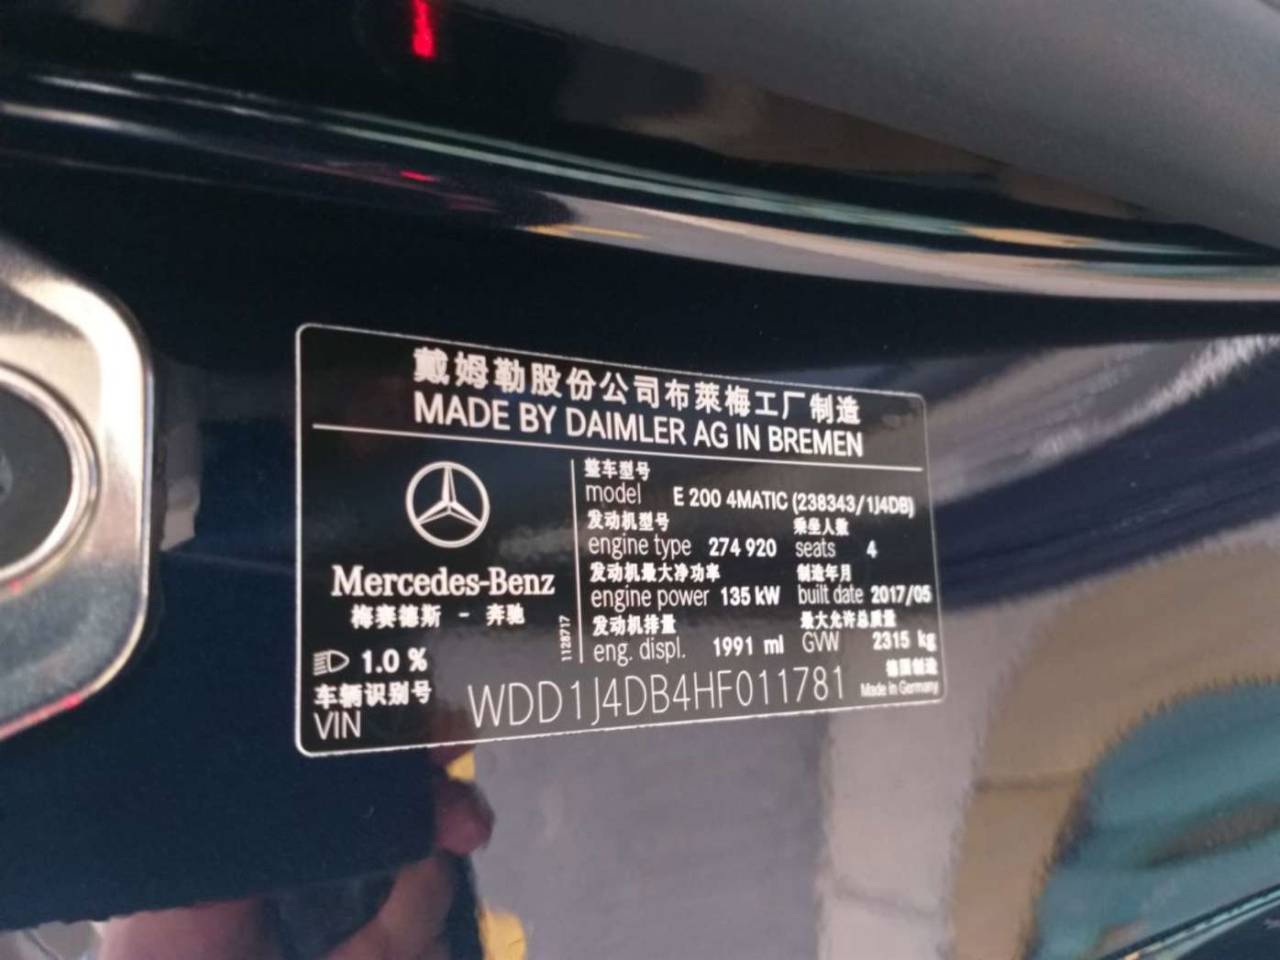 戴姆勒股份公司布萊梅工厂制造
MADE BY DAIMLER AG IN BREMEN
Mercedes-Benz
梅赛德斯 - 奔驰
1.0 %
1128717
整车型号
model E 200 4MATIC (238343/1J4DB)
发动机型号 乘坐人数
engine type 274 920 seats 4
发动机最大净功率 制造年月
engine power 135 kW built date 2017/05
发动机排量 最大允许总质量
eng. displ. 1991 ml GVW 2315 kg
车辆识别号 德国制造
VIN WDD1J4DB4HF011781 Made in Germany